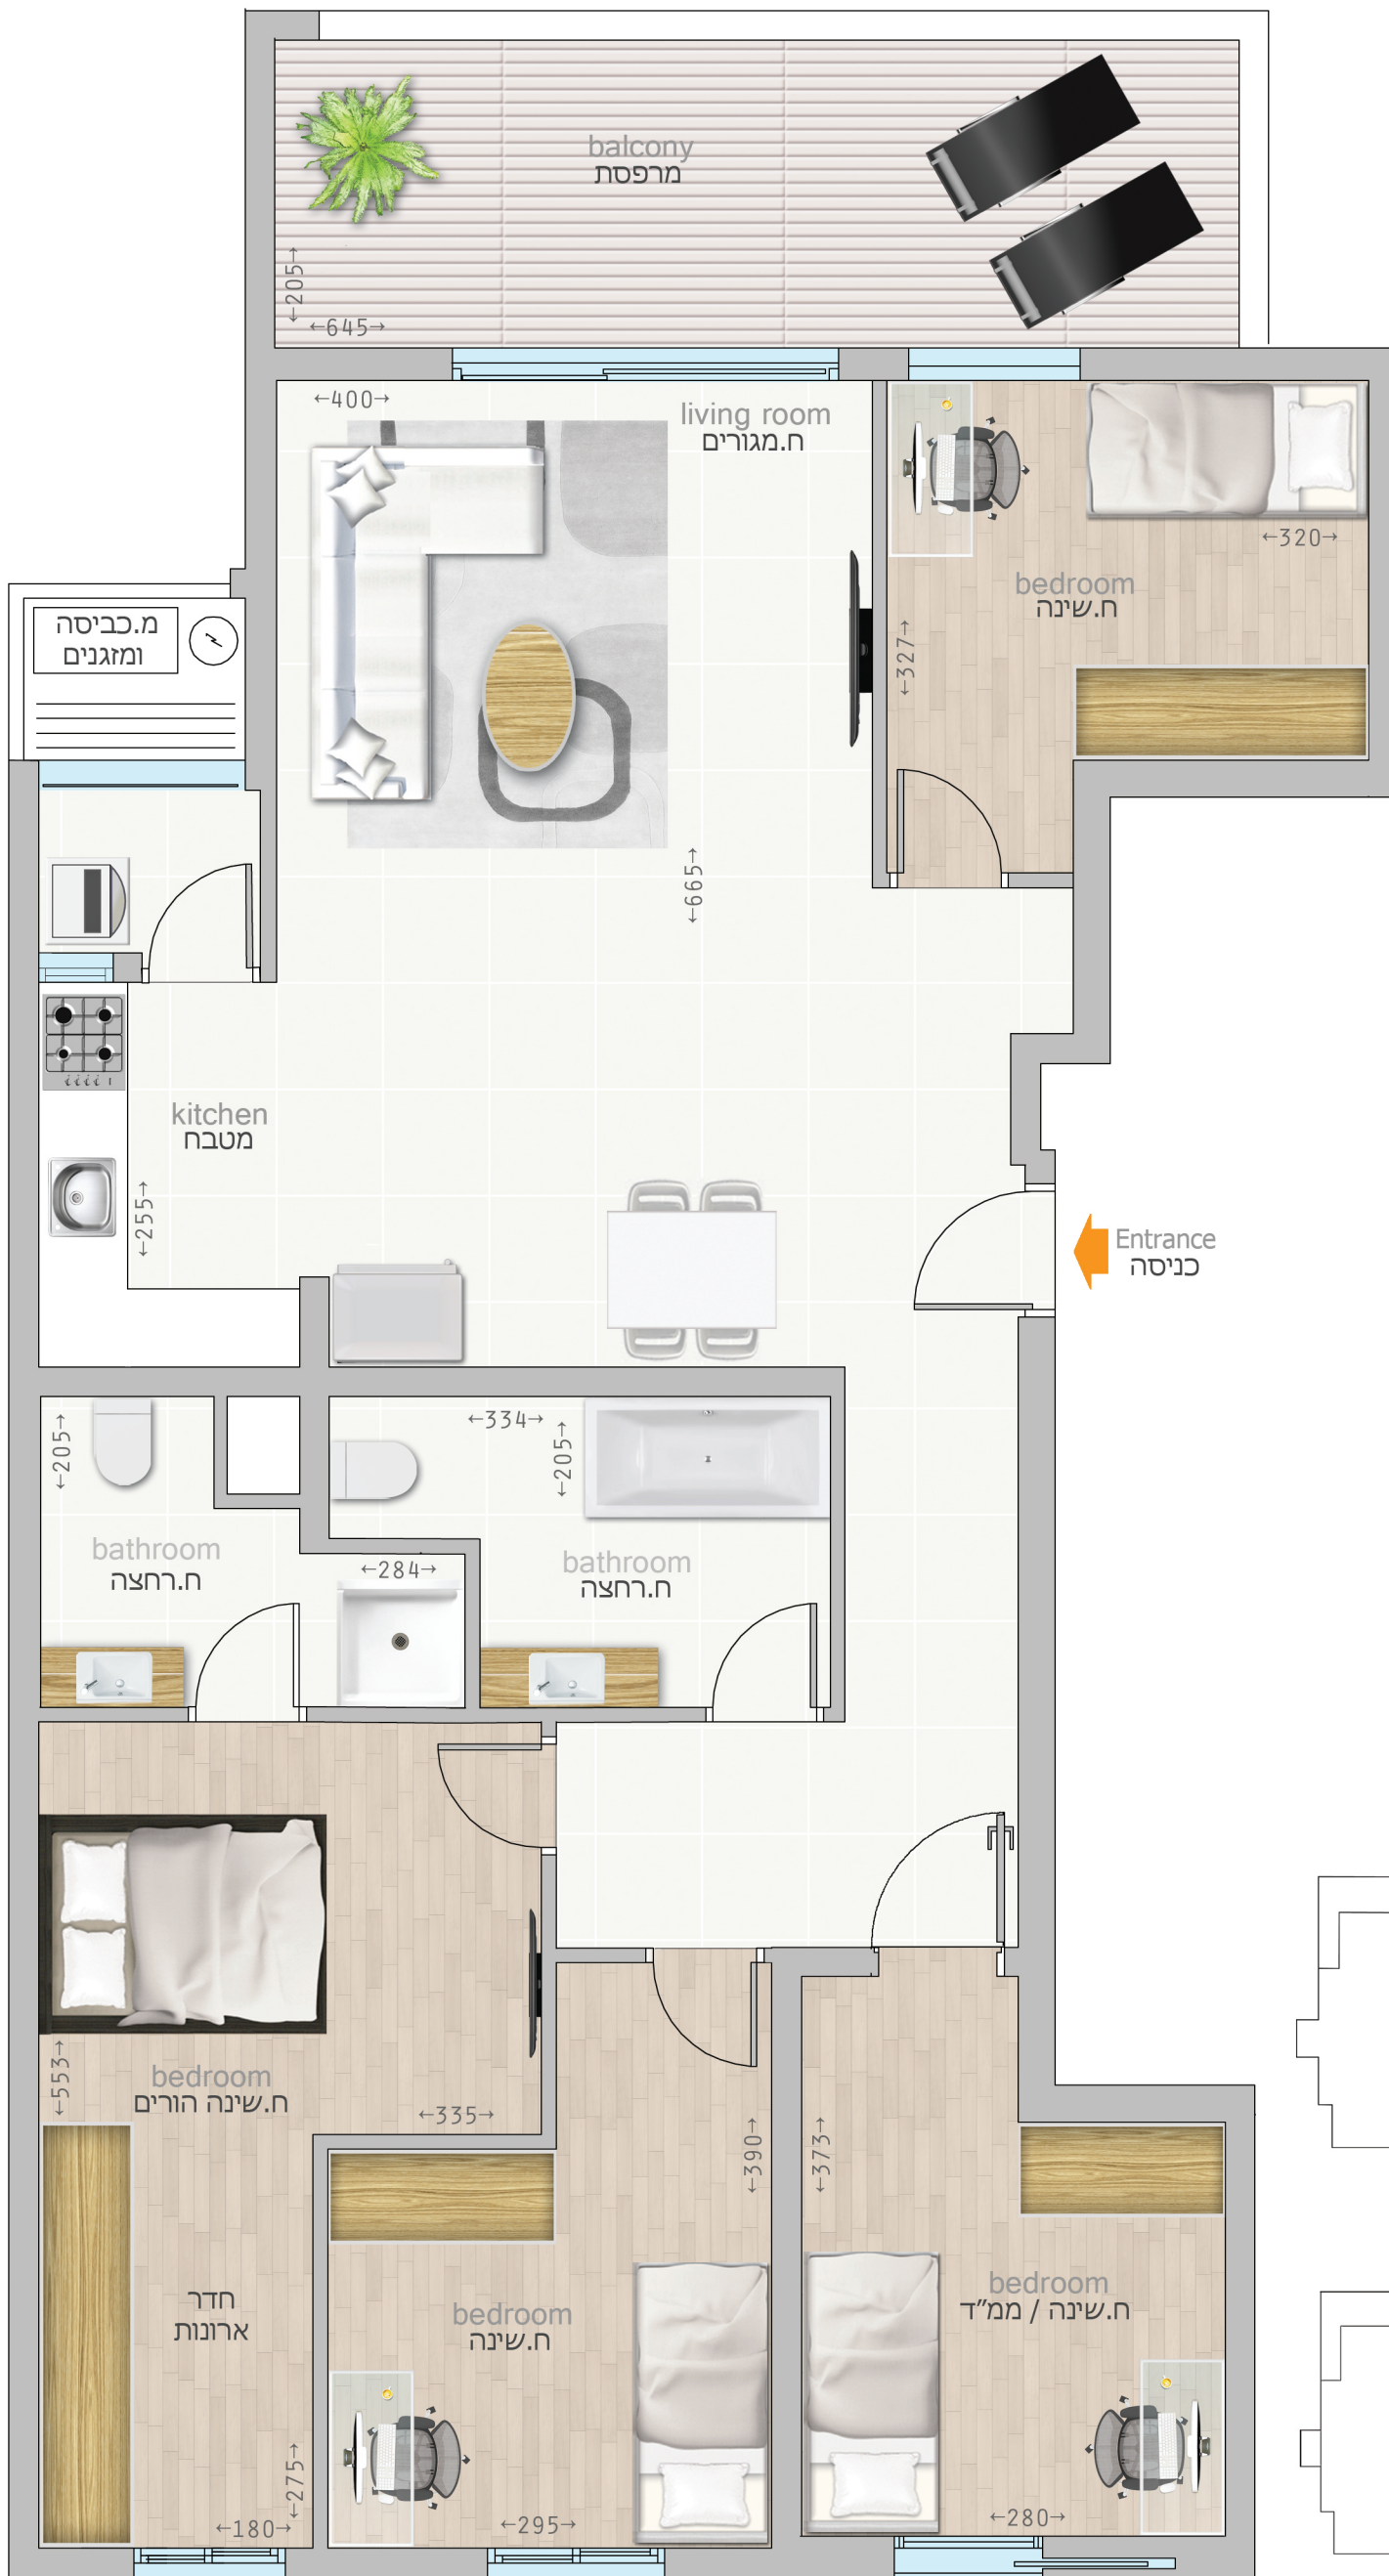 balcony
מרפסת
←205→
←645→
←400→
living room
ח.מגורים
←320→
bedroom
ח.שינה
←327→
מ.כביסה
ומזגנים
←665→
kitchen
מטבח
←255→
Entrance
כניסה
←205→
←334→
←205→
bathroom
ח.רחצה
←284→
bathroom
ח.רחצה
←553→
bedroom
ח.שינה הורים
←335→
←390→
←373→
חדר
ארונות
bedroom
ח.שינה
bedroom
ח.שינה / ממ"ד
←275→
←180→
←295→
←280→